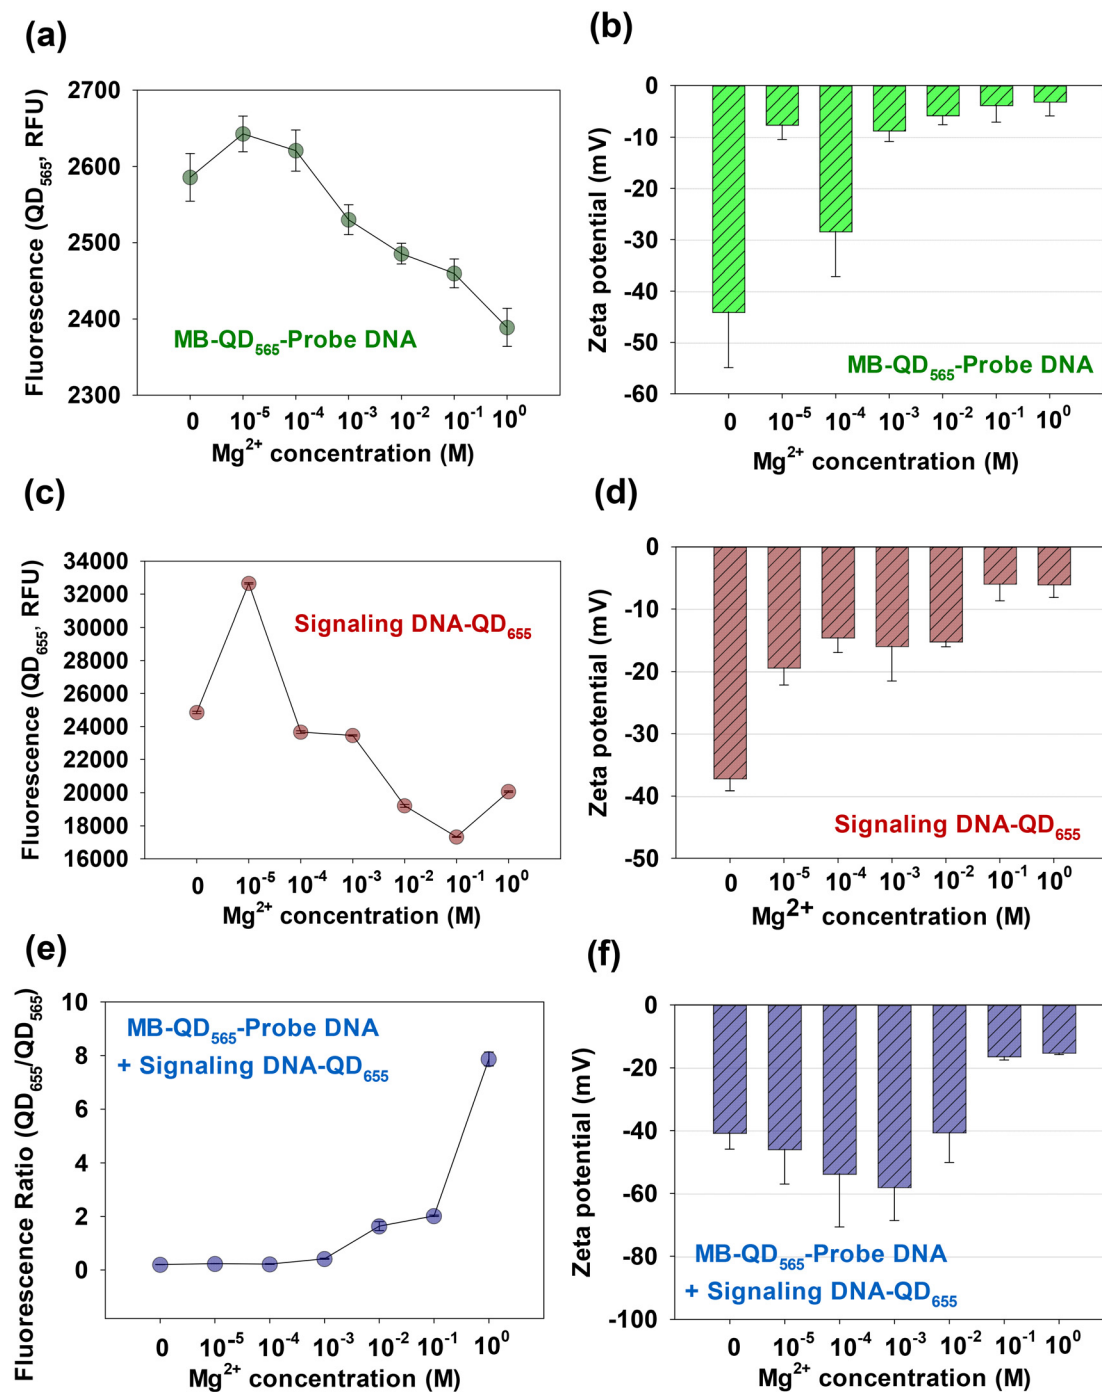 (a)
Fluorescence (QD565, RFU)
2700
2600
2500
2400
2300
MB-QD565-Probe DNA
0 10-5 10-4 10-3 10-2 10-1 100
Mg2+ concentration (M)
(b)
Zeta potential (mV)
0
-10
-20
-30
-40
-50
-60
MB-QD565-Probe DNA
0 10-5 10-4 10-3 10-2 10-1 100
Mg2+ concentration (M)
(c)
Fluorescence (QD655, RFU)
34000
32000
30000
28000
26000
24000
22000
20000
18000
16000
Signaling DNA-QD655
0 10-5 10-4 10-3 10-2 10-1 100
Mg2+ concentration (M)
(d)
Zeta potential (mV)
0
-10
-20
-30
-40
-50
Signaling DNA-QD655
0 10-5 10-4 10-3 10-2 10-1 100
Mg2+ concentration (M)
(e)
Fluorescence Ratio (QD655/QD565)
10
8
6
4
2
0
MB-QD565-Probe DNA
+ Signaling DNA-QD655
0 10-5 10-4 10-3 10-2 10-1 100
Mg2+ concentration (M)
(f)
Zeta potential (mV)
0
-20
-40
-60
-80
-100
MB-QD565-Probe DNA
+ Signaling DNA-QD655
0 10-5 10-4 10-3 10-2 10-1 100
Mg2+ concentration (M)